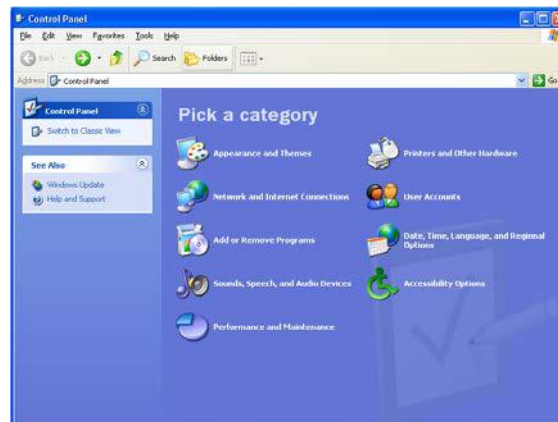 Control Panel
File Edit View Favorites Tools Help
Back Search Folders
Address Control Panel Go
Control Panel
Switch to Classic View
See Also
Windows Update
Help and Support
Pick a category
Appearance and Themes
Printers and Other Hardware
Network and Internet Connections
User Accounts
Add or Remove Programs
Date, Time, Language, and Regional
Options
Sounds, Speech, and Audio Devices
Accessibility Options
Performance and Maintenance